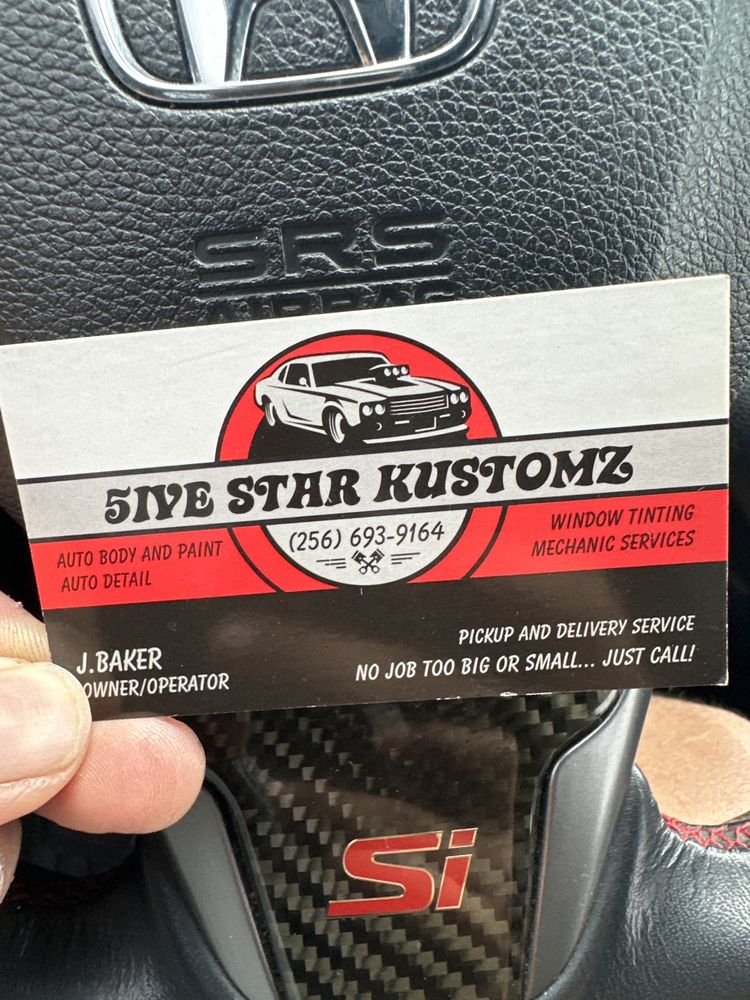 SRS
AIRBAG
5IVE STAR KUSTOMZ
(256) 693-9164
AUTO BODY AND PAINT
AUTO DETAIL
WINDOW TINTING
MECHANIC SERVICES
J.BAKER
OWNER/OPERATOR
PICKUP AND DELIVERY SERVICE
NO JOB TOO BIG OR SMALL... JUST CALL!
Si